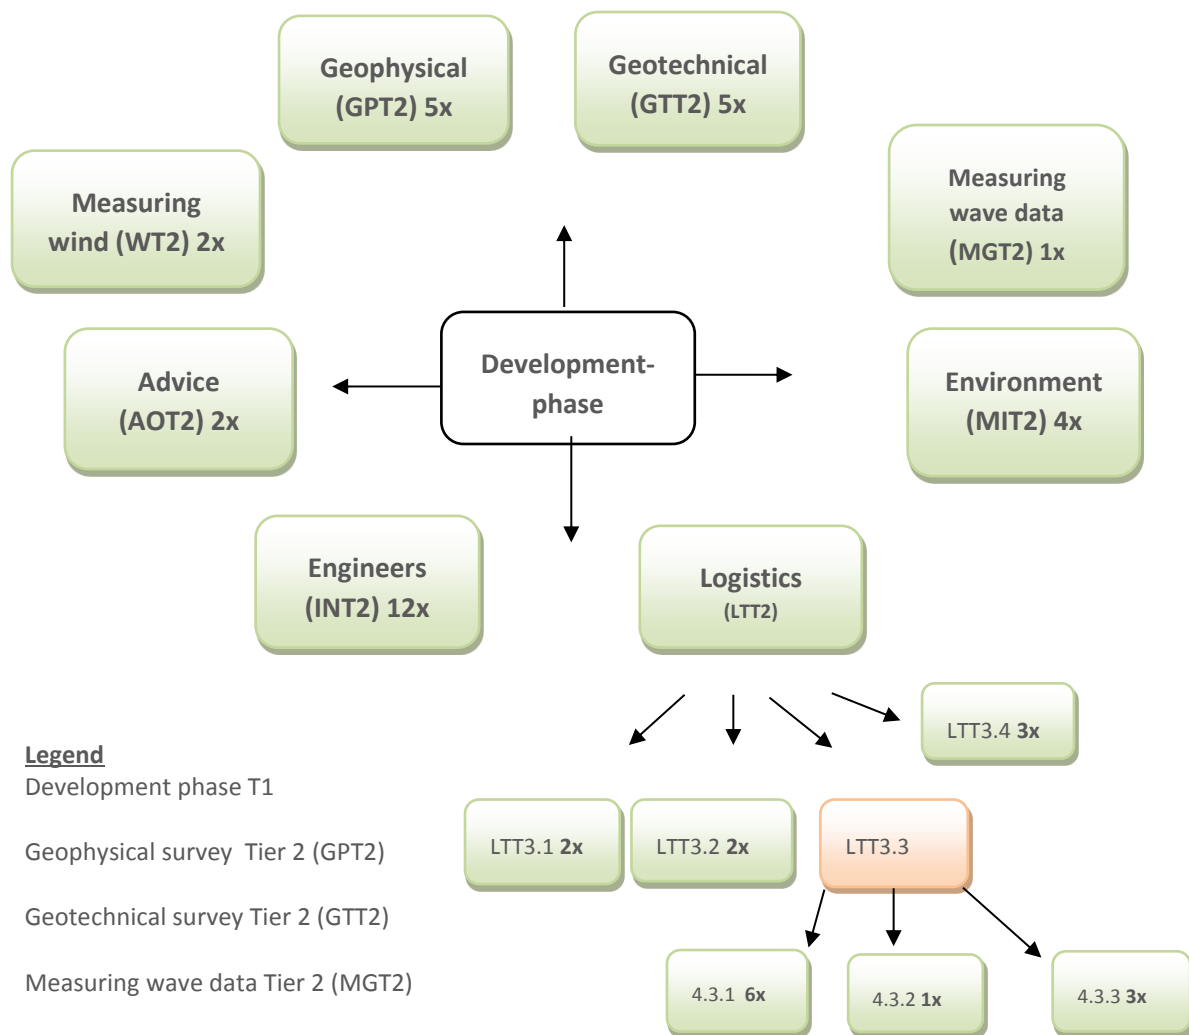 Geophysical
(GPT2) 5x
Geotechnical
(GTT2) 5x
Measuring
wave data
(MGT2) 1x
Measuring
wind (WT2) 2x
Development-
phase
Advice
(AOT2) 2x
Environment
(MIT2) 4x
Engineers
(INT2) 12x
Logistics
(LTT2)
LTT3.4 3x
Legend
Development phase T1
LTT3.1 2x
LTT3.2 2x
LTT3.3
Geophysical survey  Tier 2 (GPT2)
Geotechnical survey Tier 2 (GTT2)
Measuring wave data Tier 2 (MGT2)
4.3.1  6x
4.3.2 1x
4.3.3 3x